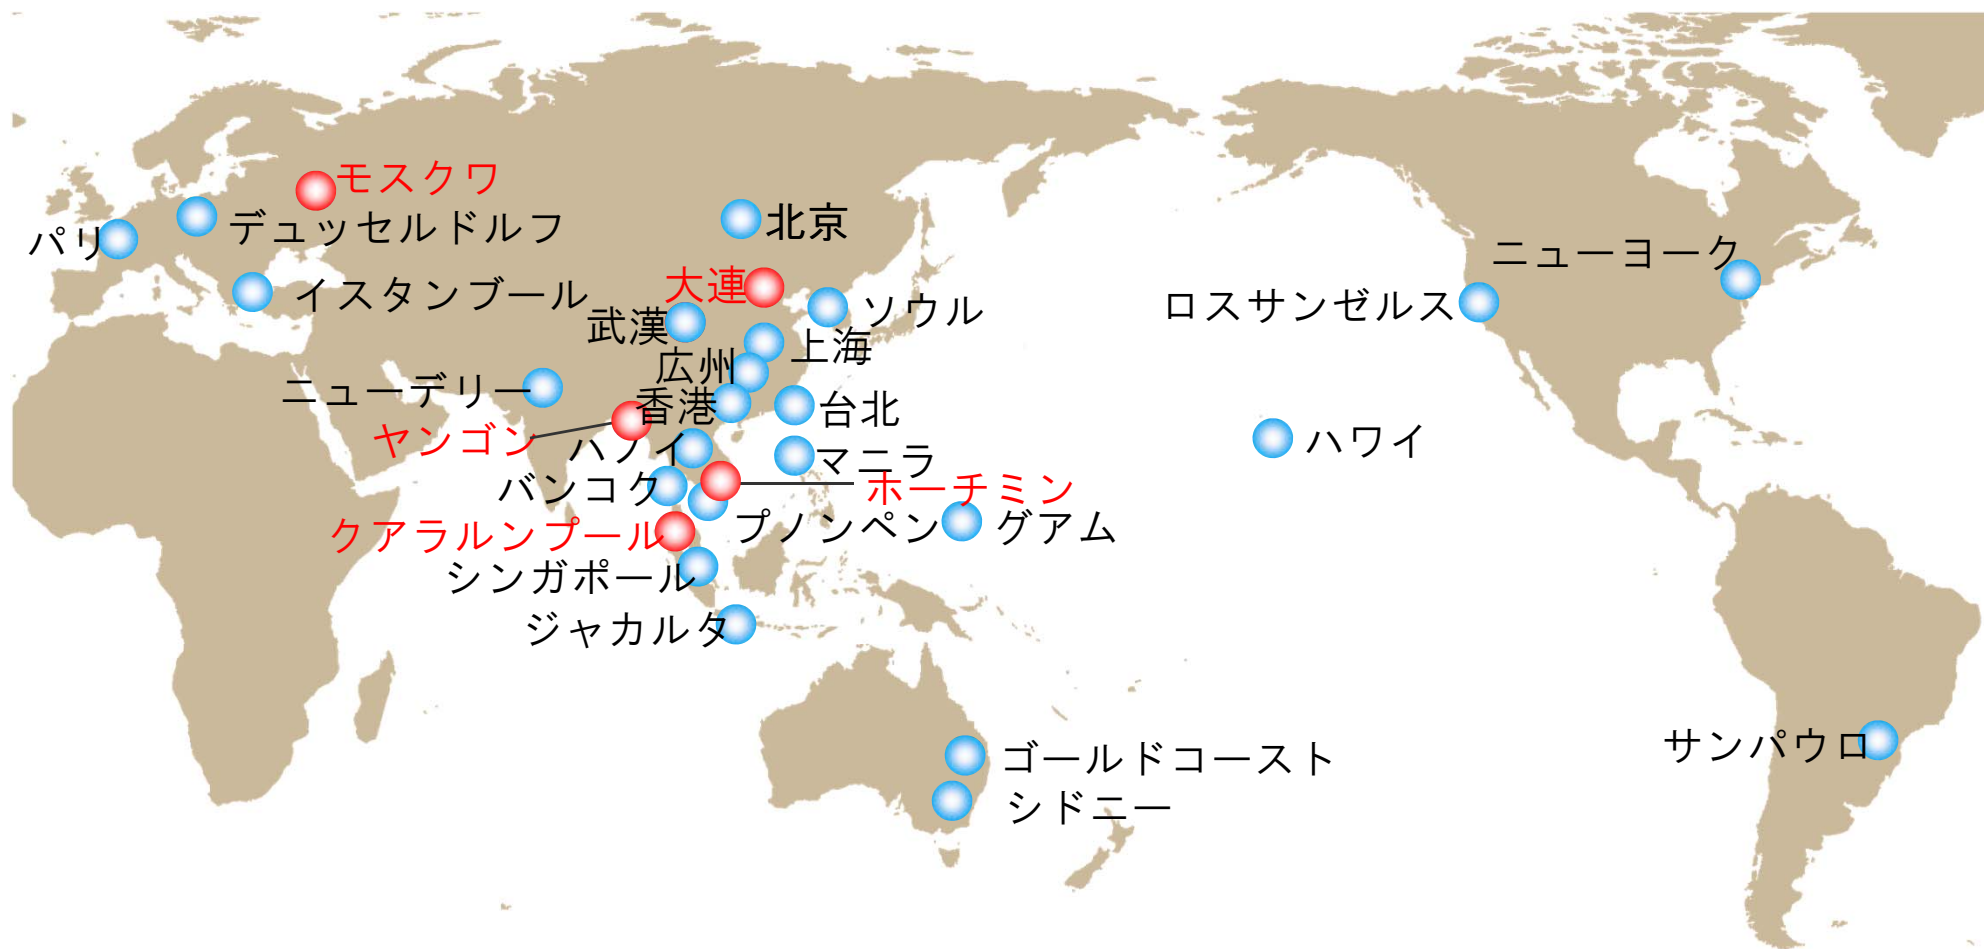 モスクワ
デュッセルドルフ
パリ
北京
ニューヨーク
大連
イスタンブール
ソウル
ロスサンゼルス
武漢
上海
広州
ニューデリー
香港
台北
ヤンゴン
ハノイ
マニラ
ハワイ
バンコク
ホーチミン
プノンペン
グアム
クアラルンプール
シンガポール
ジャカルタ
サンパウロ
ゴールドコースト
シドニー